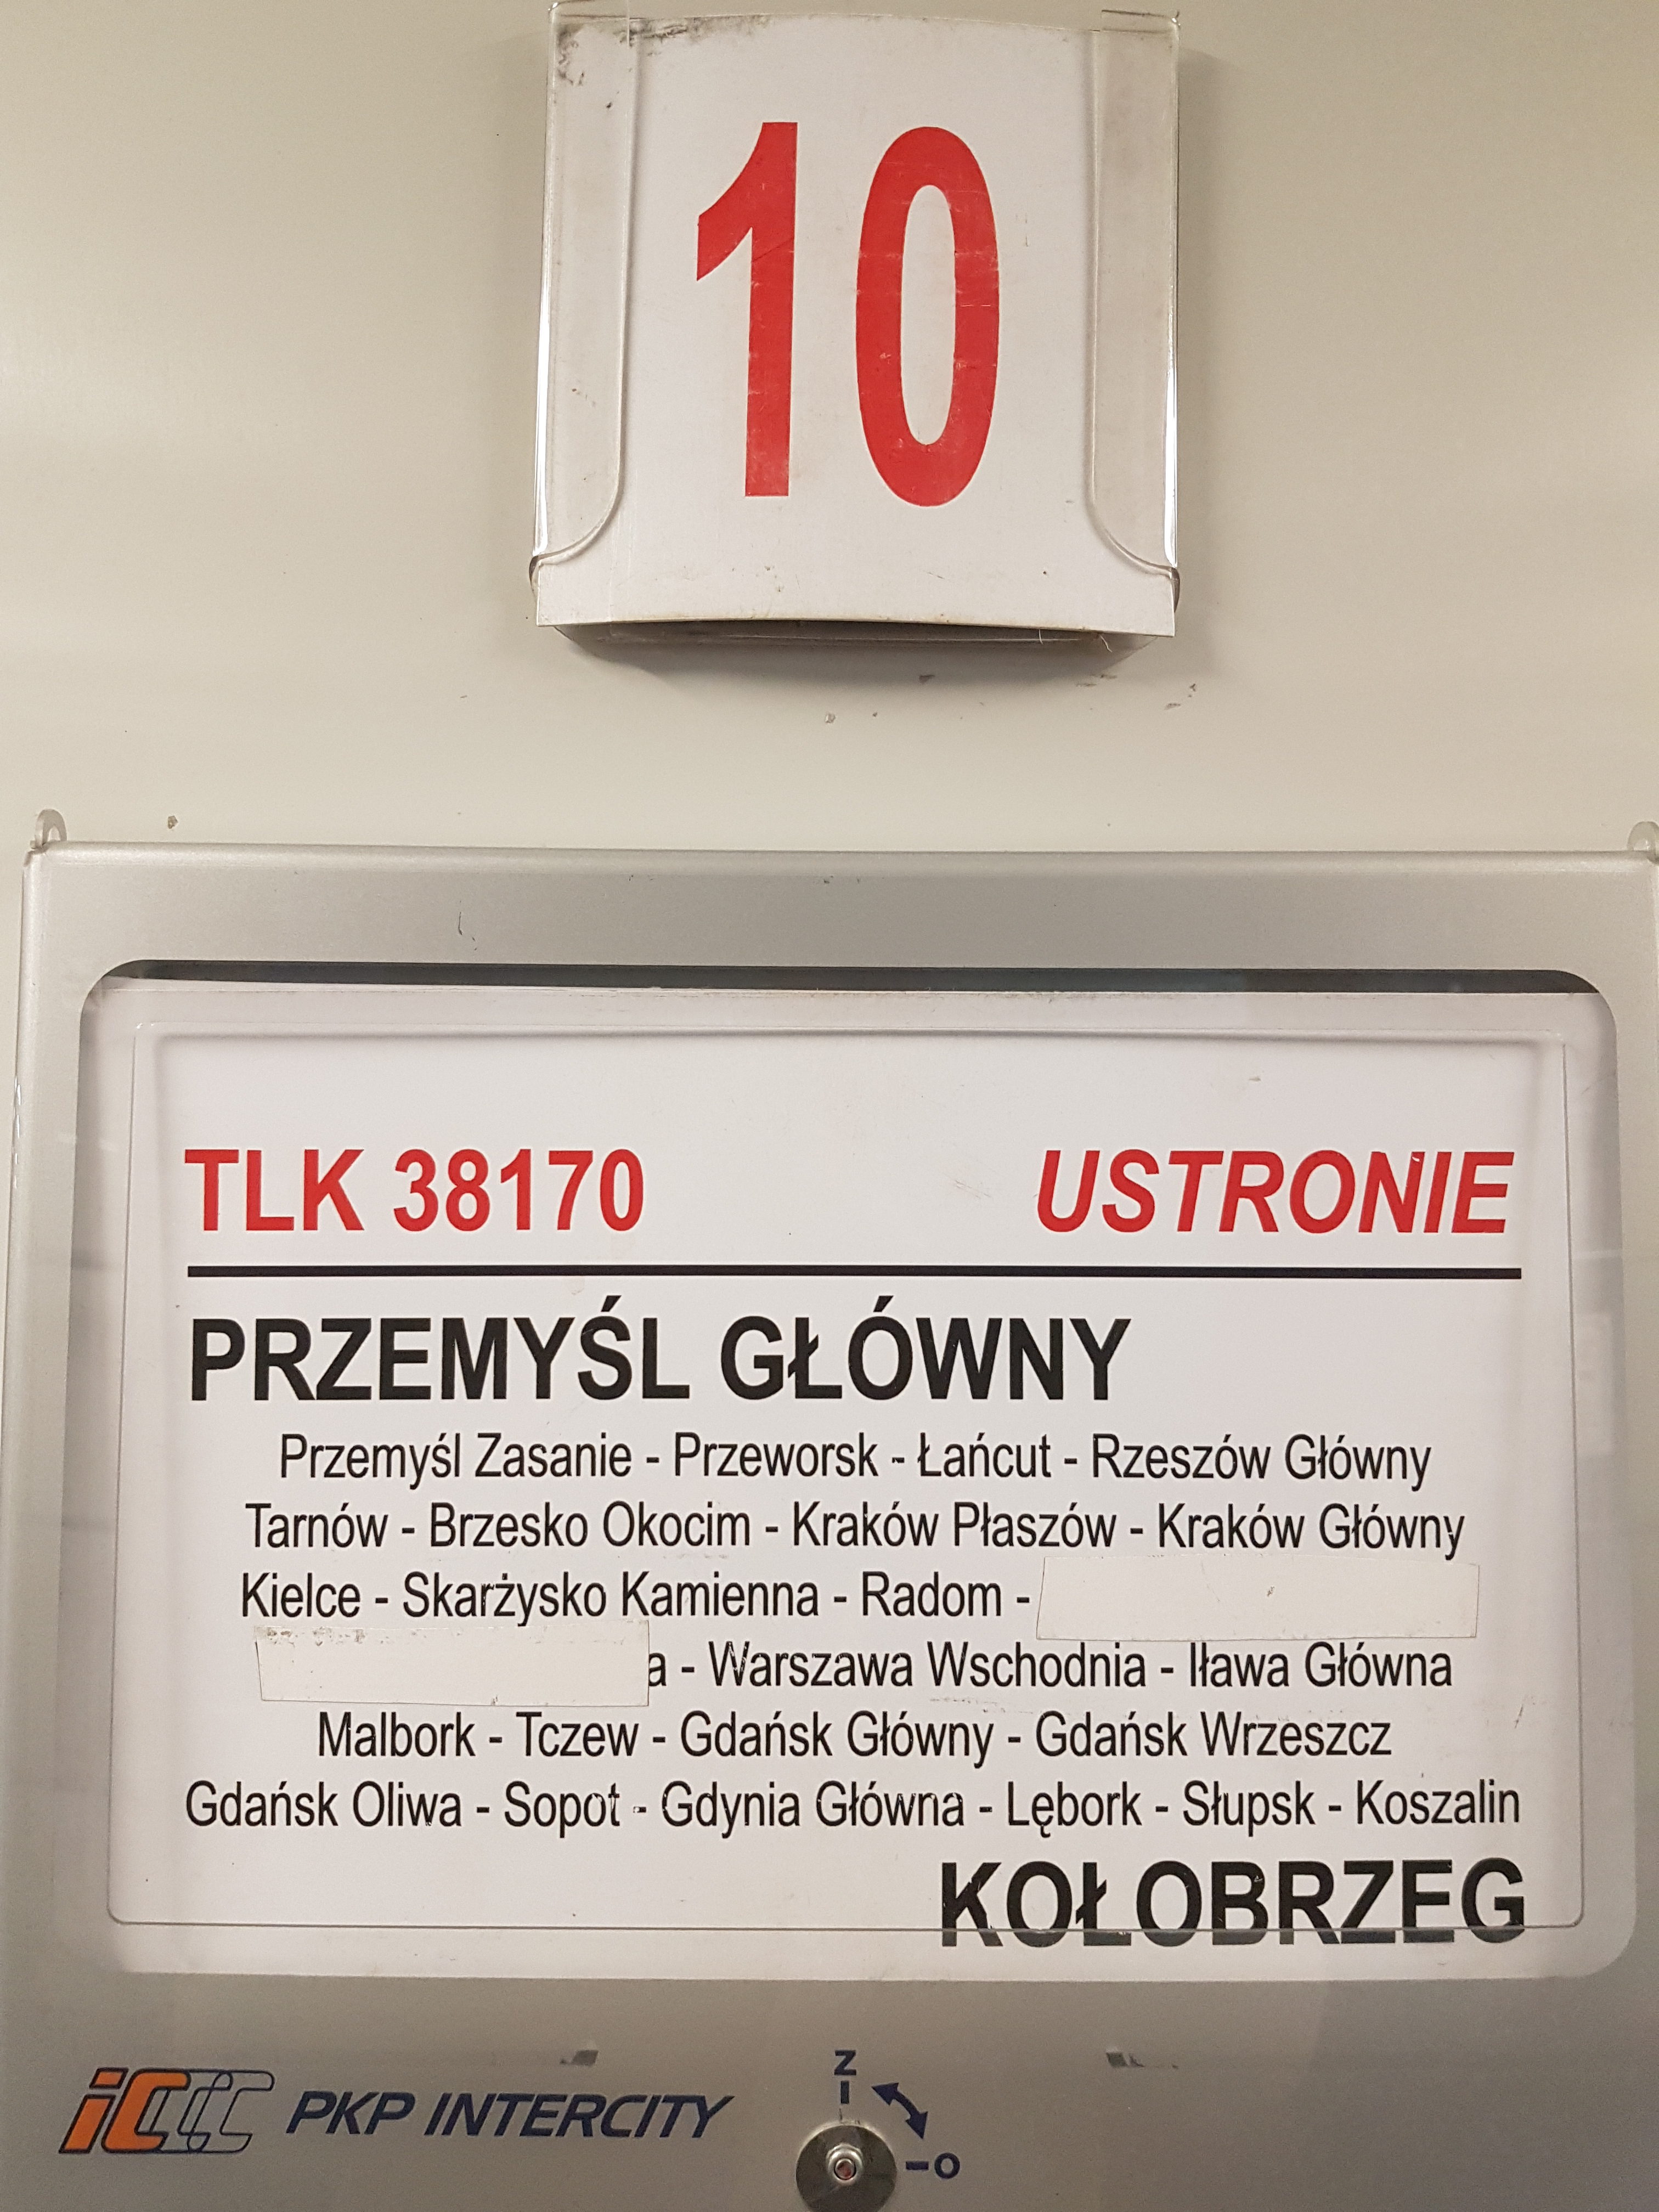 10
TLK 38170 USTRONIE
PRZEMYŚL GŁÓWNY
Przemyśl Zasanie - Przeworsk - Łańcut - Rzeszów Główny
Tarnów - Brzesko Okocim - Kraków Płaszów - Kraków Główny
Kielce - Skarżysko Kamienna - Radom -
a - Warszawa Wschodnia - Iława Główna
Malbork - Tczew - Gdańsk Główny - Gdańsk Wrzeszcz
Gdańsk Oliwa - Sopot - Gdynia Główna - Lębork - Słupsk - Koszalin
KOŁOBRZEG
Z
iC PKP INTERCITY
O